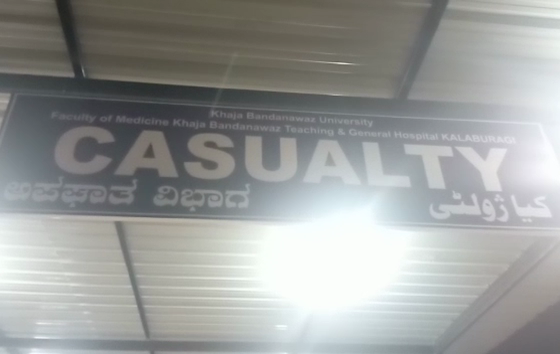 Khaja Bandanawaz University
Faculty of Medicine Khaja Bandanawaz Teaching & General Hospital KALABURAGI
CASUALTY
ಅಪಘಾತ ವಿಭಾಗ کیا ژولٹی